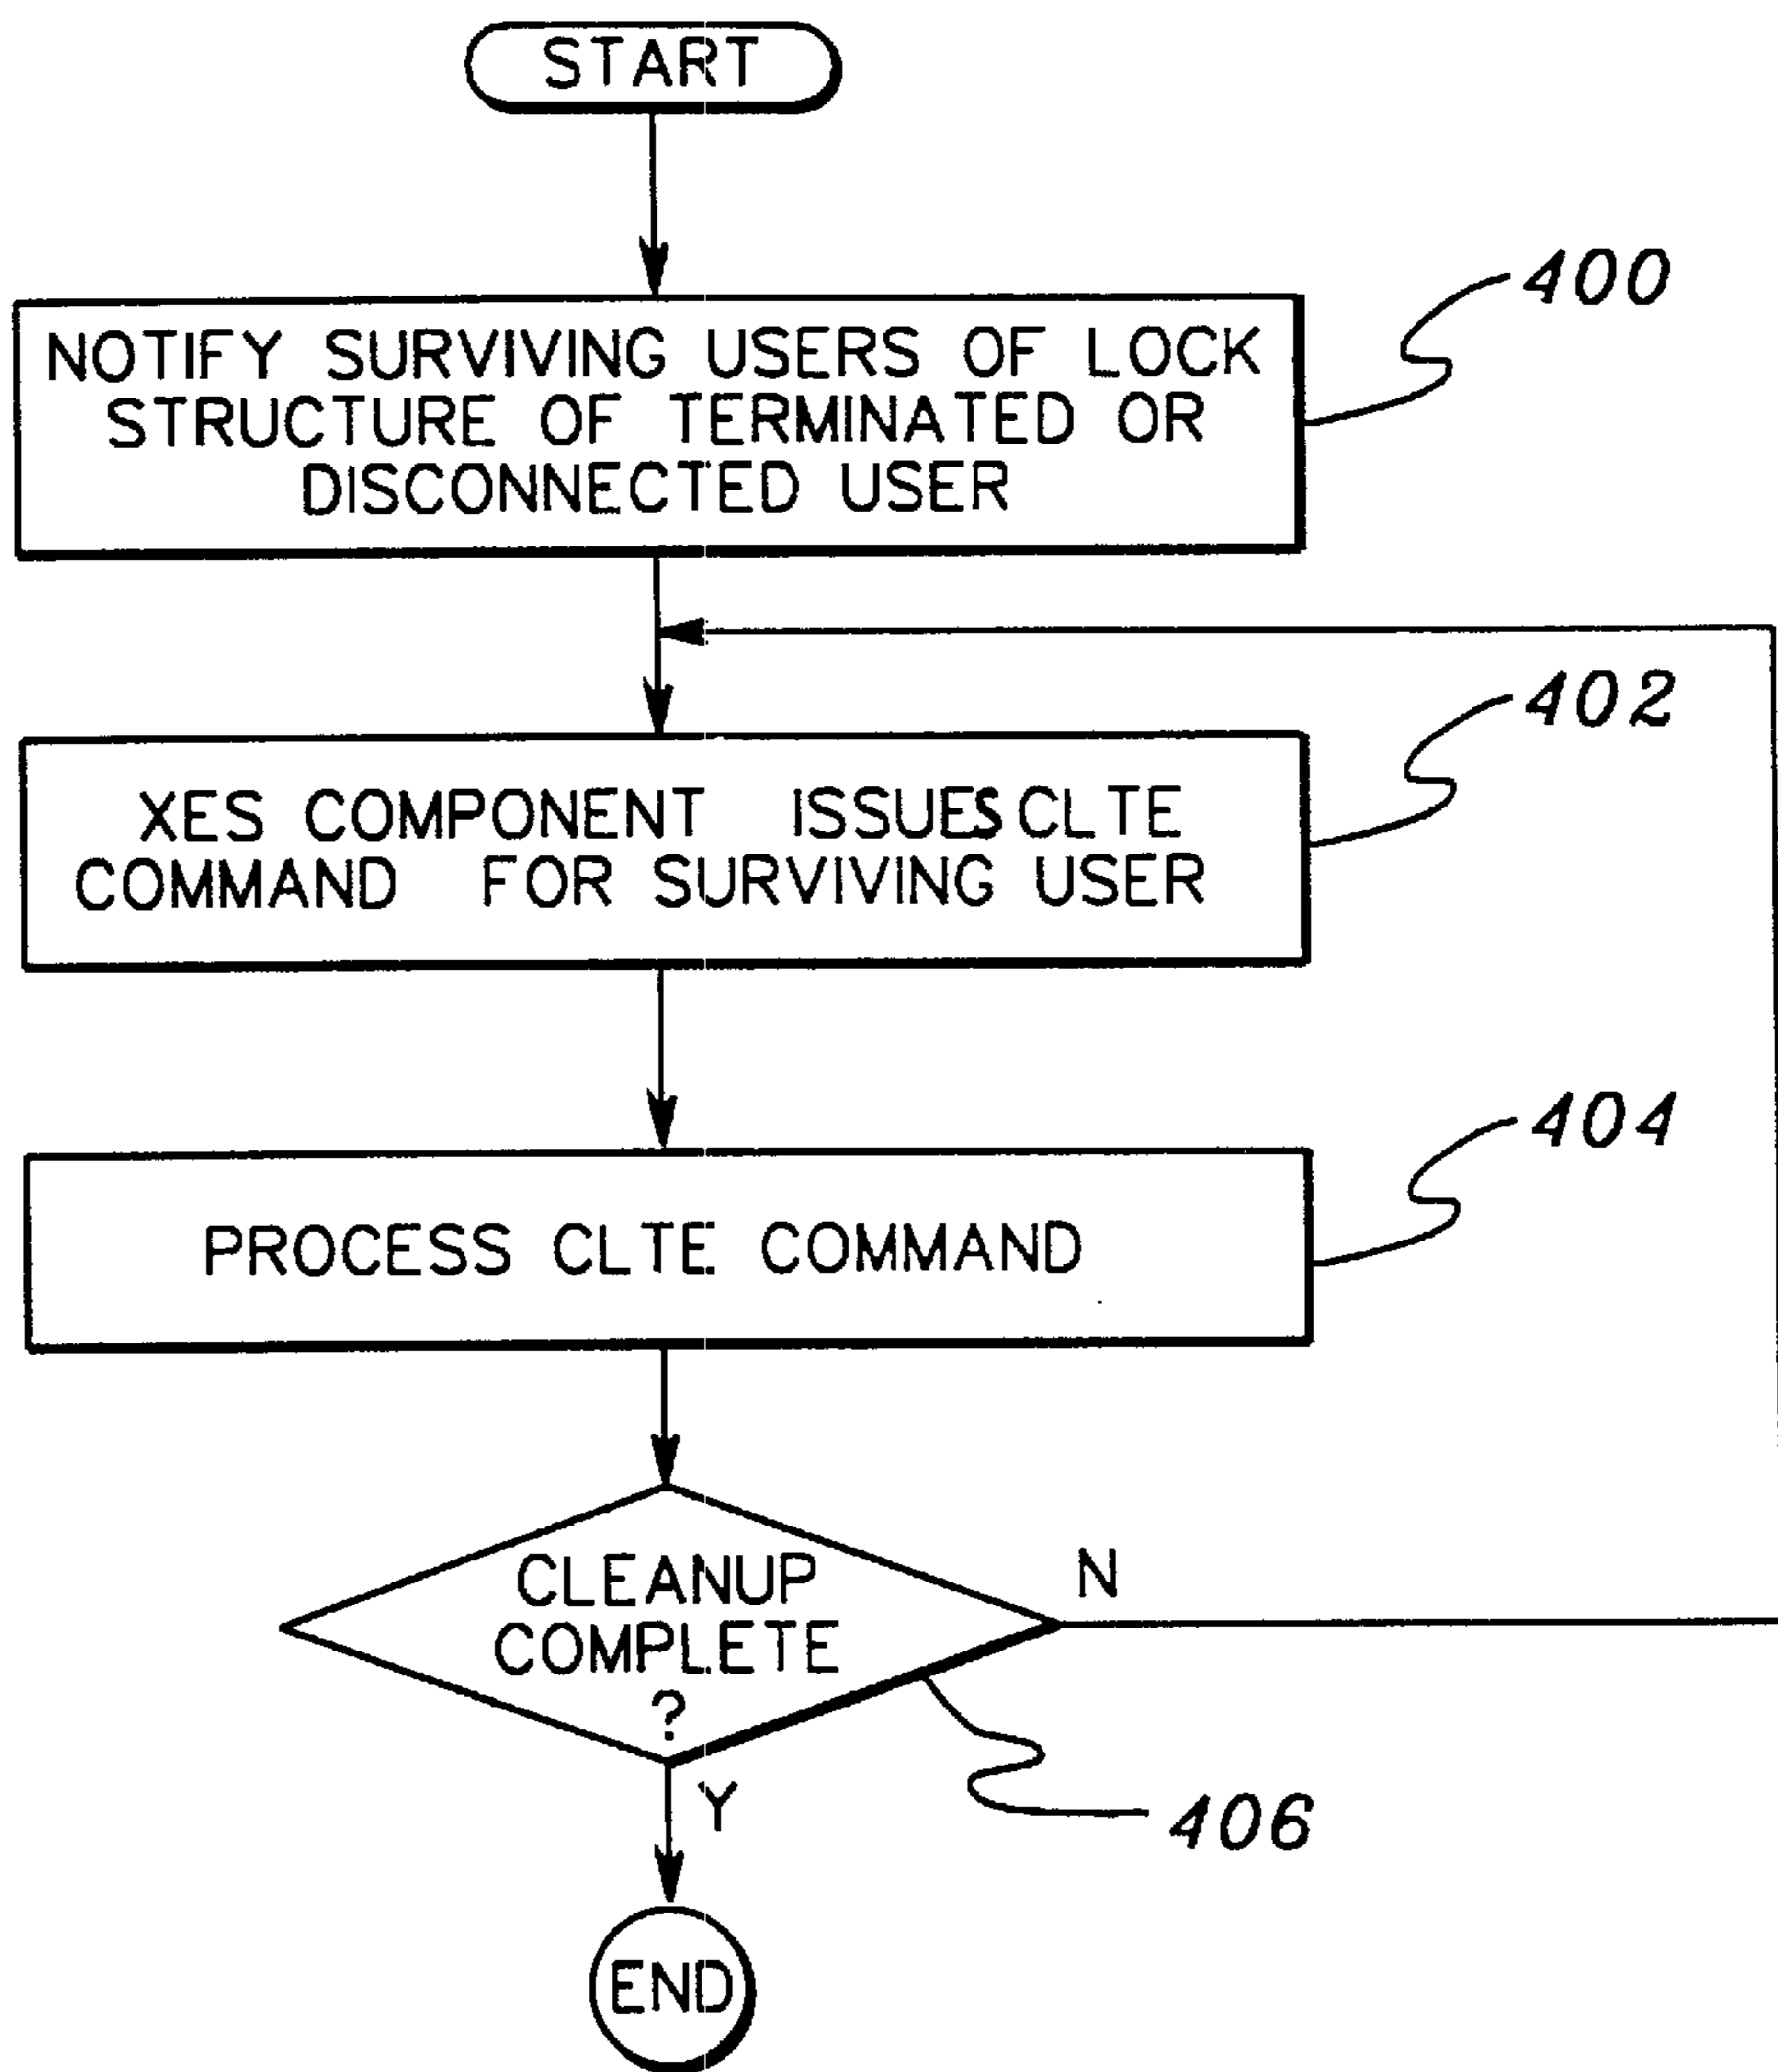 START
400
NOTIFY SURVIVING USERS OF LOCK
STRUCTURE OF TERMINATED OR
DISCONNECTED USER
402
XES COMPONENT ISSUES CLTE
COMMAND FOR SURVIVING USER
404
PROCESS CLTE COMMAND
CLEANUP
COMPLETE
?
N
Y
406
END